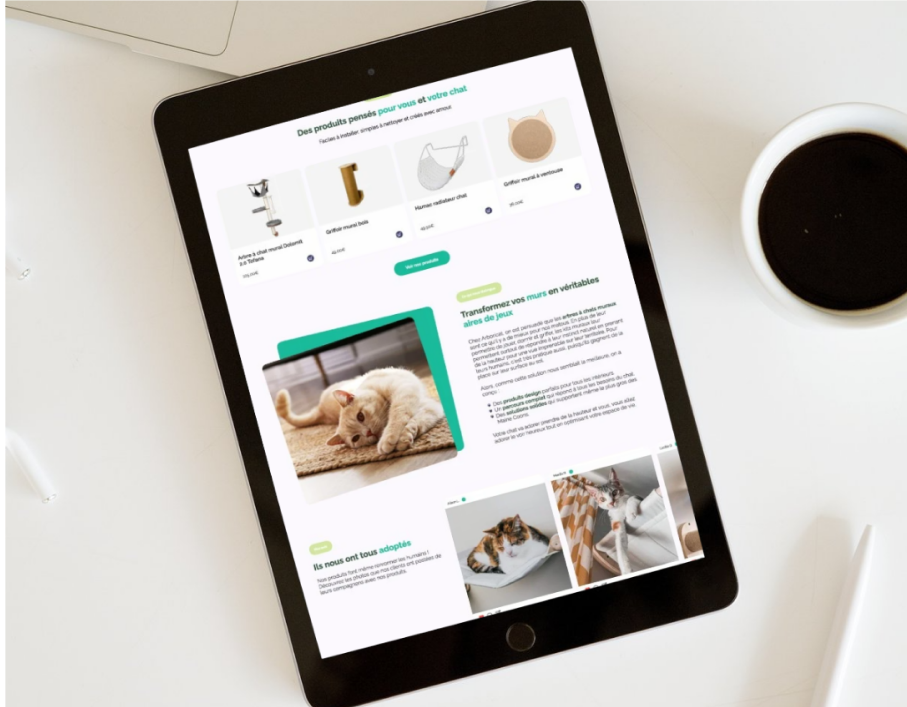 Des produits pensés pour vous et votre chat
Faciles à installer, simples à nettoyer et créés avec amour
Arbre à chat mural Dolomit
2.0 Tofana
Griffoir mural bois
Hamac radiateur chat
Griffoir mural à ventouse
Voir nos produits
Transformez vos murs en véritables
aires de jeux
Chez Arborcat, on est persuadé que les arbres à chats muraux
sont ce qu'il y a de mieux pour nos matous. En plus de leur
permettre de jouer, dormir et griffer, les kits muraux leur
permettent surtout de répondre à leur instinct naturel en prenant
de la hauteur pour une vue imprenable sur leur territoire. Pour
leurs humains, c'est très pratique aussi, puisqu'ils gagnent de la
place sur leur surface au sol.
Alors, comme cette solution nous semblait la meilleure, on a
conçu :
Des produits design parfaits pour tous les intérieurs
Un parcours complet qui répond à tous les besoins du chat
Des solutions solides qui supportent même le plus gros des
Maine Coons
Votre chat va adorer prendre de la hauteur et vous, vous allez
adorer le voir heureux tout en optimisant votre espace de vie.
Ils nous ont tous adoptés
Nos produits font même ronronner les humains !
Découvrez les photos que nos clients ont postées de
leurs compagnons avec nos produits.